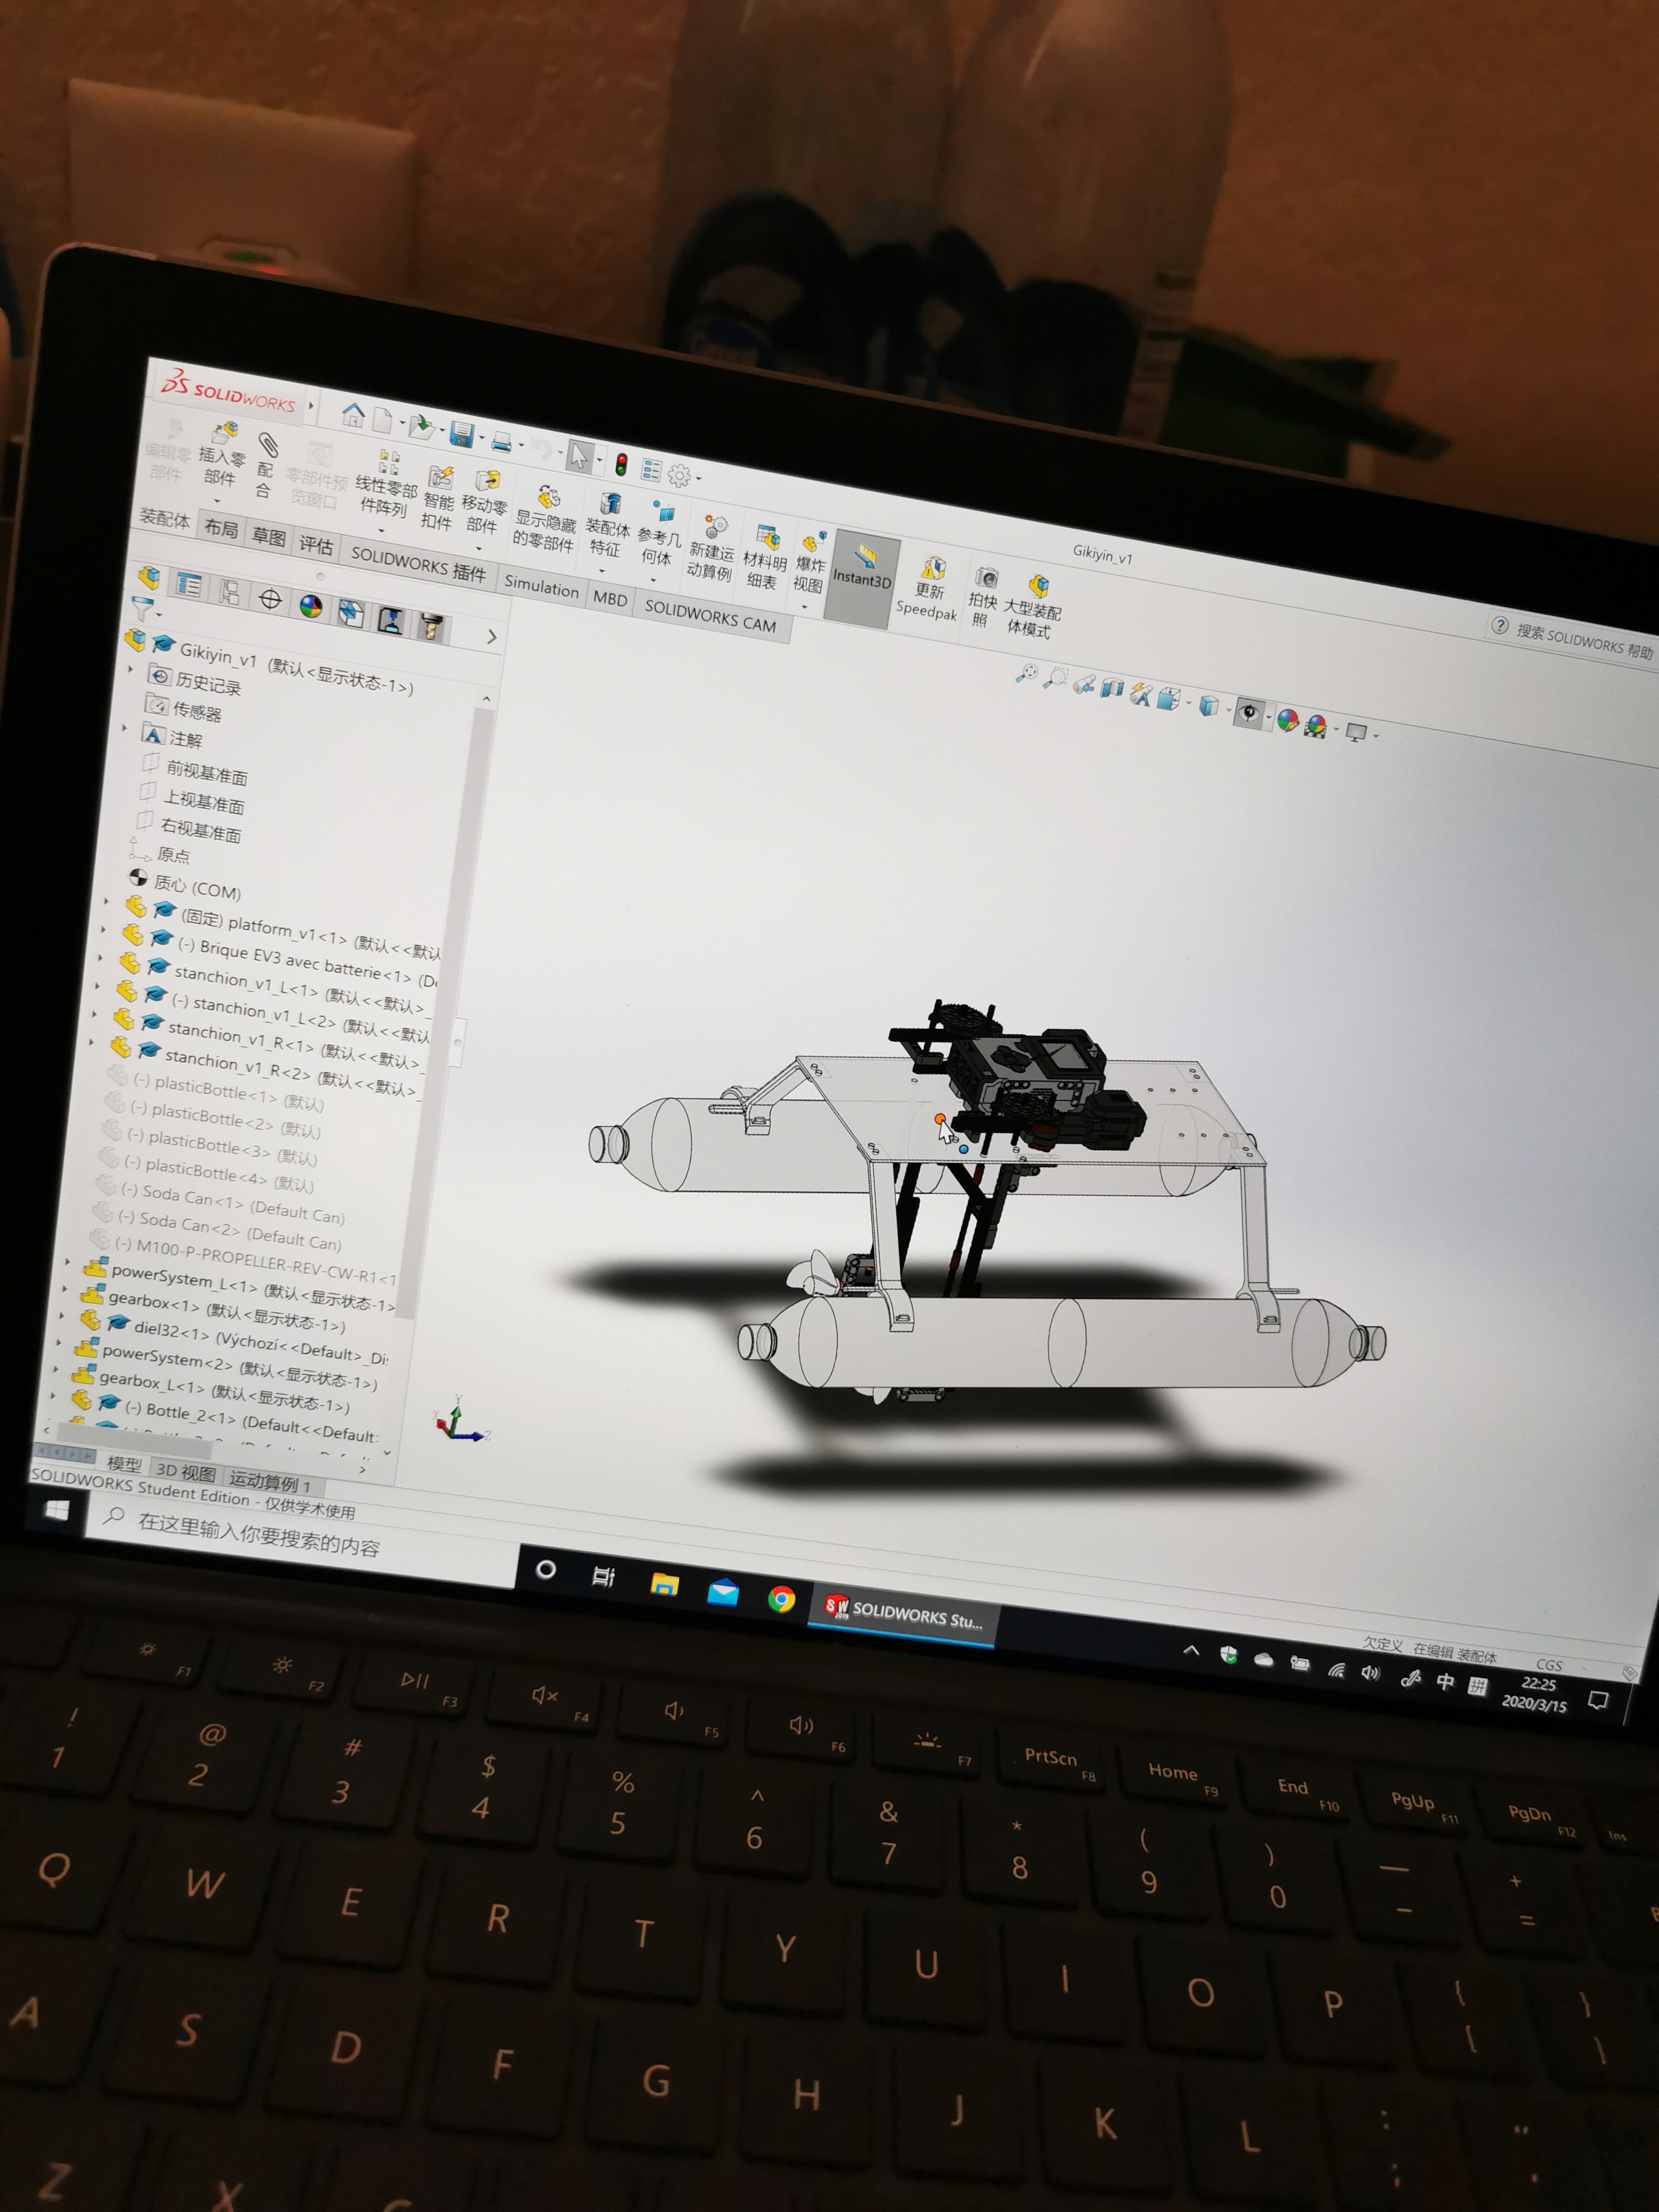 SOLIDWORKS
Gikiyin_v1
搜索 SOLIDWORKS 帮助
编辑零部件
插入零部件
配合
零部件预览窗口
线性零部件阵列
智能扣件
移动零部件
显示隐藏的零部件
装配体特征
参考几何体
新建运动算例
材料明细表
爆炸视图
Instant3D
更新 Speedpak
拍快照
大型装配体模式
装配体 布局 草图 评估 SOLIDWORKS 插件 Simulation MBD SOLIDWORKS CAM
Gikiyin_v1 (默认<显示状态-1>)
历史记录
传感器
注解
前视基准面
上视基准面
右视基准面
原点
质心 (COM)
(固定) platform_v1<1> (默认<<默认
(-) Brique EV3 avec batterie<1> (De
stanchion_v1_L<1> (默认<<默认>_
(-) stanchion_v1_L<2> (默认<<默认
stanchion_v1_R<1> (默认<<默认>_
stanchion_v1_R<2> (默认<<默认>_
(-) plasticBottle<1> (默认)
(-) plasticBottle<2> (默认)
(-) plasticBottle<3> (默认)
(-) plasticBottle<4> (默认)
(-) Soda Can<1> (Default Can)
(-) Soda Can<2> (Default Can)
(-) M100-P-PROPELLER-REV-CW-R1<1
powerSystem_L<1> (默认<显示状态-1>
gearbox<1> (默认<显示状态-1>)
diel32<1> (Výchozí<<Default>_Di
powerSystem<2> (默认<显示状态-1>)
gearbox_L<1> (默认<显示状态-1>)
(-) Bottle_2<1> (Default<<Default
Y
Z
模型 3D 视图 运动算例 1
SOLIDWORKS Student Edition - 仅供学术使用
欠定义 在编辑 装配体 CGS
在这里输入你要搜索的内容
SW 2019 SOLIDWORKS Stu...
中 拼
22:25
2020/3/15
F1 F2 F3 F4 F5 F6 F7 PrtScn F8 Home F9 End F10 PgUp F11 PgDn F12 Ins
! @ # $ % ^ & * ( ) — +
1 2 3 4 5 6 7 8 9 0 - =
Q W E R T Y U I O P { [ } ]
A S D F G H J K L : ; "
Z X C